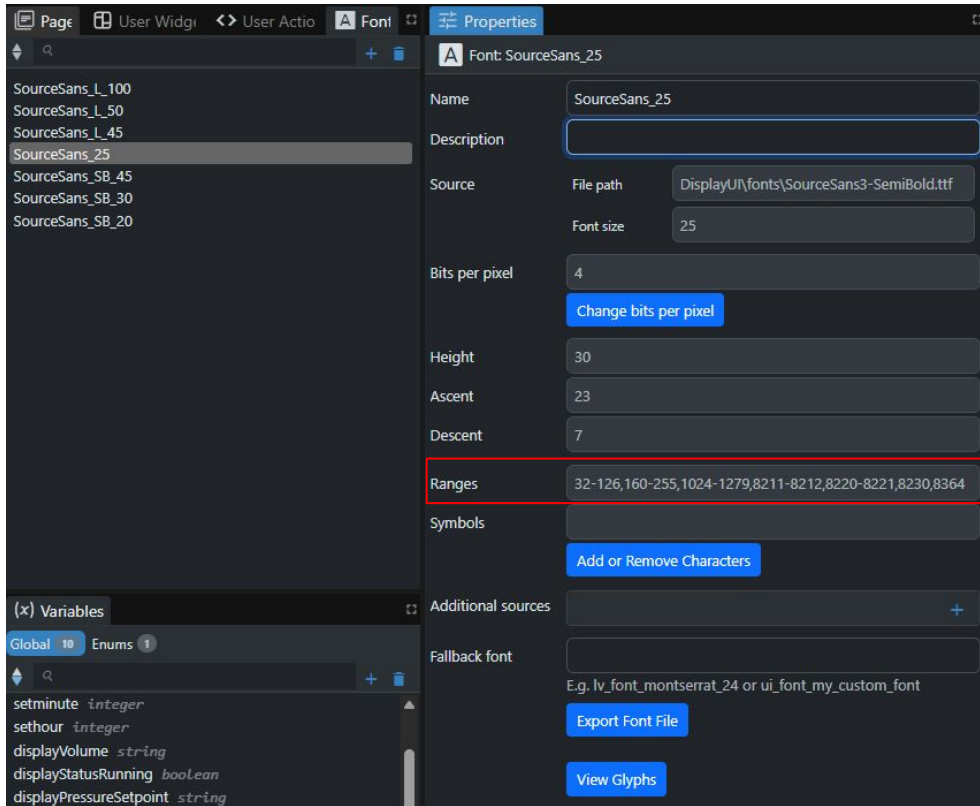 Page
User Widg
<> User Actio
A Font
SourceSans_L_100
SourceSans_L_50
SourceSans_L_45
SourceSans_25
SourceSans_SB_45
SourceSans_SB_30
SourceSans_SB_20
(x) Variables
Global 10 Enums 1
setminute integer
sethour integer
displayVolume string
displayStatusRunning boolean
displayPressureSetpoint string
Properties
A Font: SourceSans_25
Name SourceSans_25
Description
Source File path DisplayUI\fonts\SourceSans3-SemiBold.ttf
Font size 25
Bits per pixel 4
Change bits per pixel
Height 30
Ascent 23
Descent 7
Ranges 32-126,160-255,1024-1279,8211-8212,8220-8221,8230,8364
Symbols
Add or Remove Characters
Additional sources +
Fallback font
E.g. lv_font_montserrat_24 or ui_font_my_custom_font
Export Font File
View Glyphs